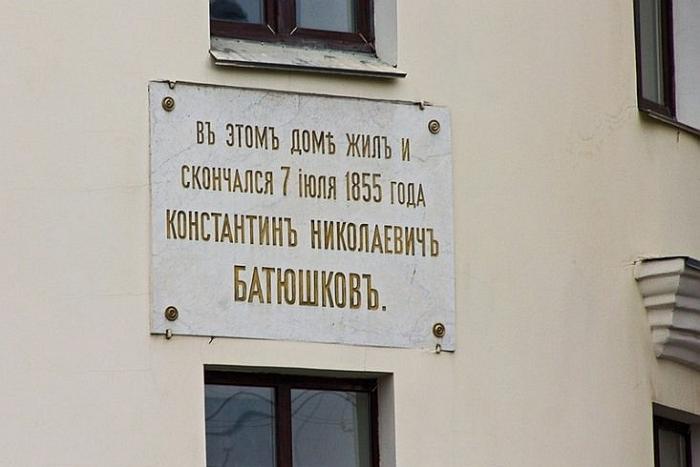 ВЪ ЭТОМЪ ДОМѢ ЖИЛЪ И
СКОНЧАЛСЯ 7 ІЮЛЯ 1855 ГОДА
КОНСТАНТИНЪ НИКОЛАЕВИЧЪ
БАТЮШКОВЪ.